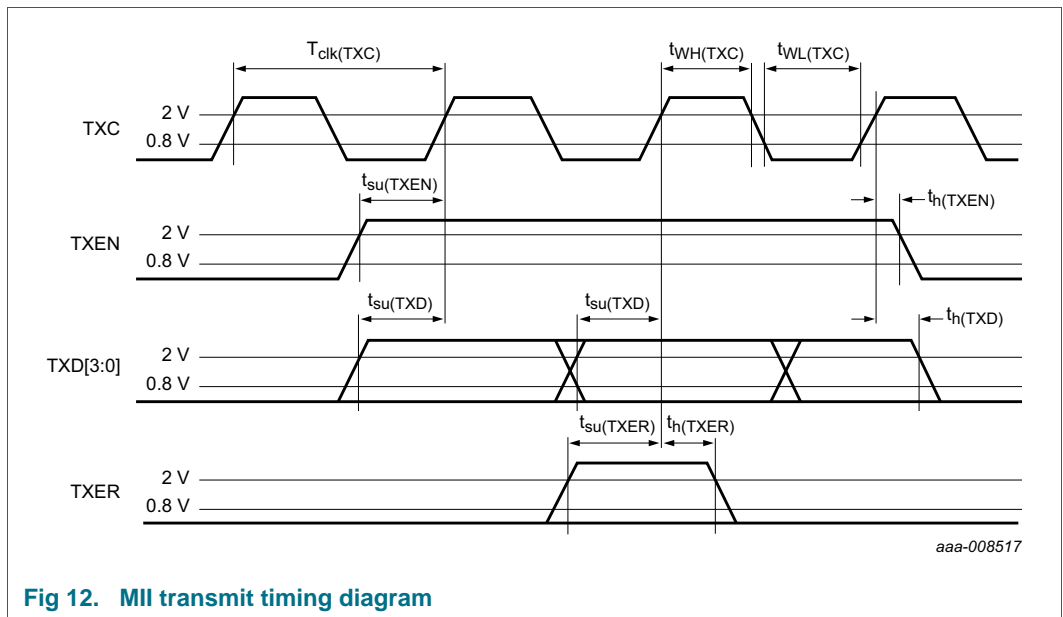 Tclk(TXC)
tWH(TXC)
tWL(TXC)
TXC
2 V
0.8 V
tsu(TXEN)
th(TXEN)
TXEN
2 V
0.8 V
tsu(TXD)
tsu(TXD)
th(TXD)
TXD[3:0]
2 V
0.8 V
tsu(TXER)
th(TXER)
TXER
2 V
0.8 V
aaa-008517
Fig 12. MII transmit timing diagram